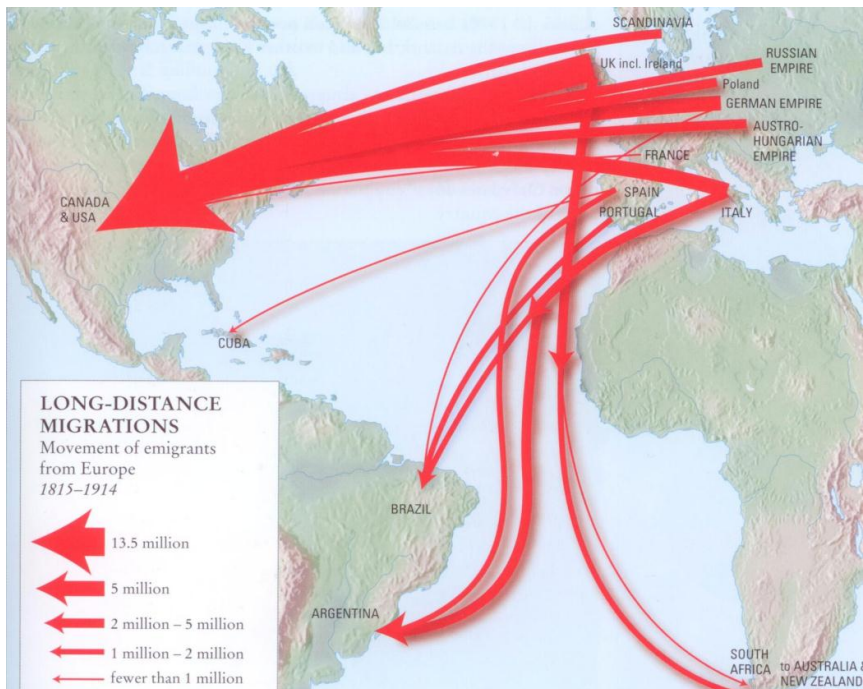 SCANDINAVIA
UK incl. Ireland
RUSSIAN
EMPIRE
Poland
GERMAN EMPIRE
AUSTRO-
HUNGARIAN
EMPIRE
FRANCE
SPAIN
PORTUGAL
ITALY
CANADA
& USA
CUBA
BRAZIL
ARGENTINA
SOUTH
AFRICA
to AUSTRALIA &
NEW ZEALAND
LONG-DISTANCE
MIGRATIONS
Movement of emigrants
from Europe
1815–1914
13.5 million
5 million
2 million – 5 million
1 million – 2 million
fewer than 1 million